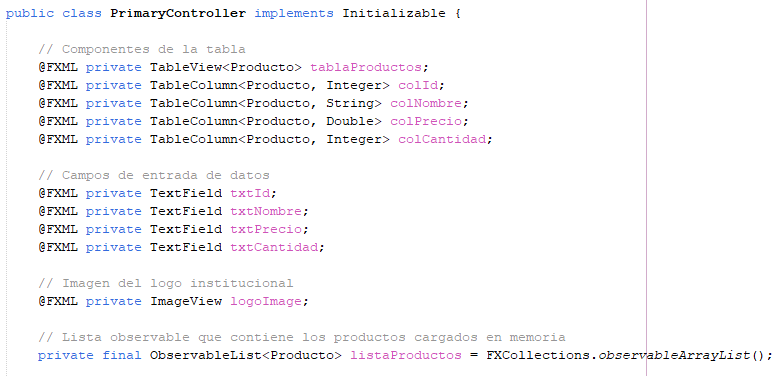 public class PrimaryController implements Initializable {
// Componentes de la tabla
@FXML private TableView<Producto> tablaProductos;
@FXML private TableColumn<Producto, Integer> colId;
@FXML private TableColumn<Producto, String> colNombre;
@FXML private TableColumn<Producto, Double> colPrecio;
@FXML private TableColumn<Producto, Integer> colCantidad;
// Campos de entrada de datos
@FXML private TextField txtId;
@FXML private TextField txtNombre;
@FXML private TextField txtPrecio;
@FXML private TextField txtCantidad;
// Imagen del logo institucional
@FXML private ImageView logoImage;
// Lista observable que contiene los productos cargados en memoria
private final ObservableList<Producto> listaProductos = FXCollections.observableArrayList();